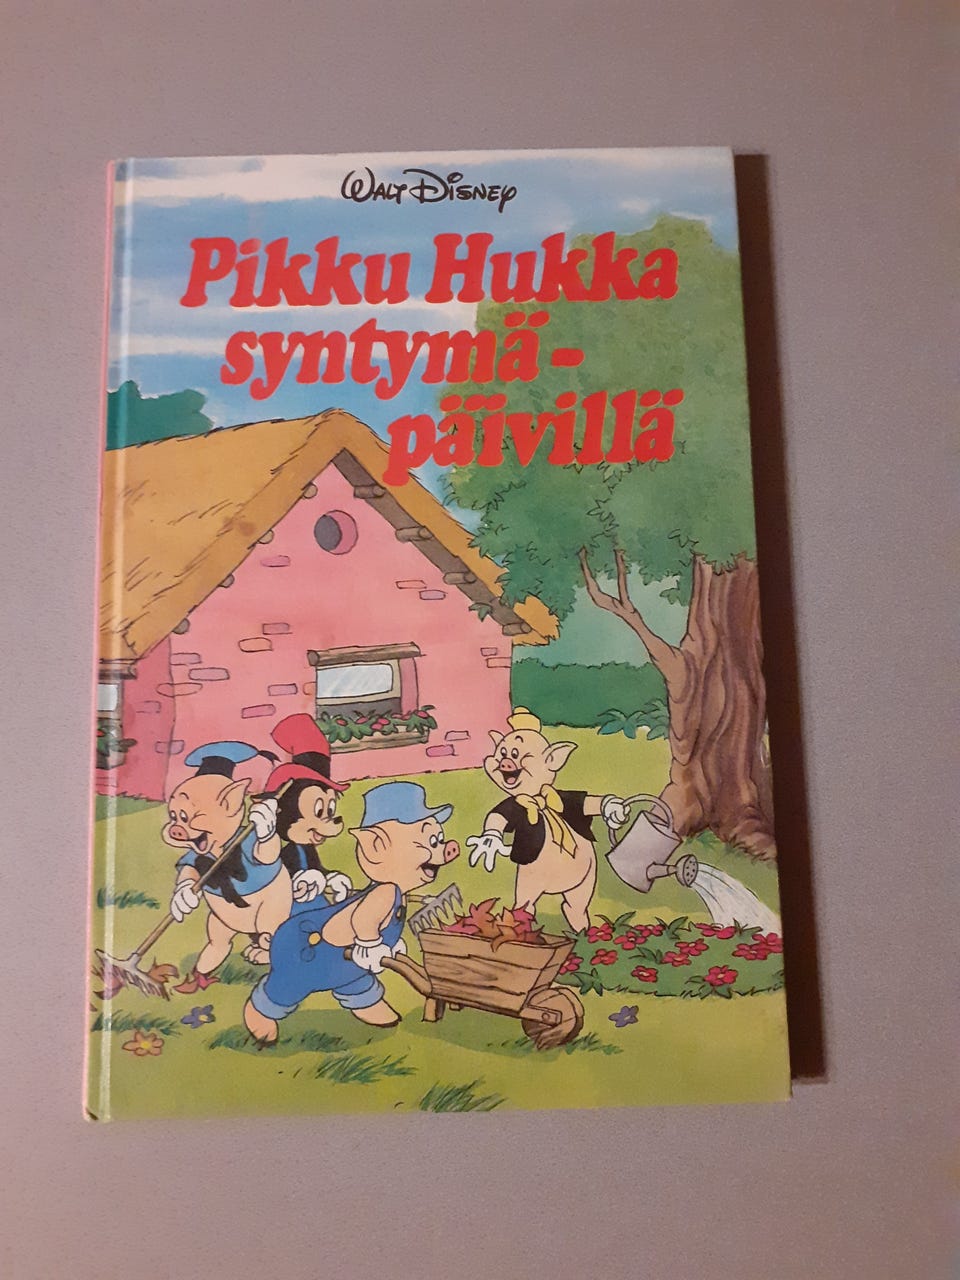 WALT DISNEY
Pikku Hukka
syntymä-
päivillä